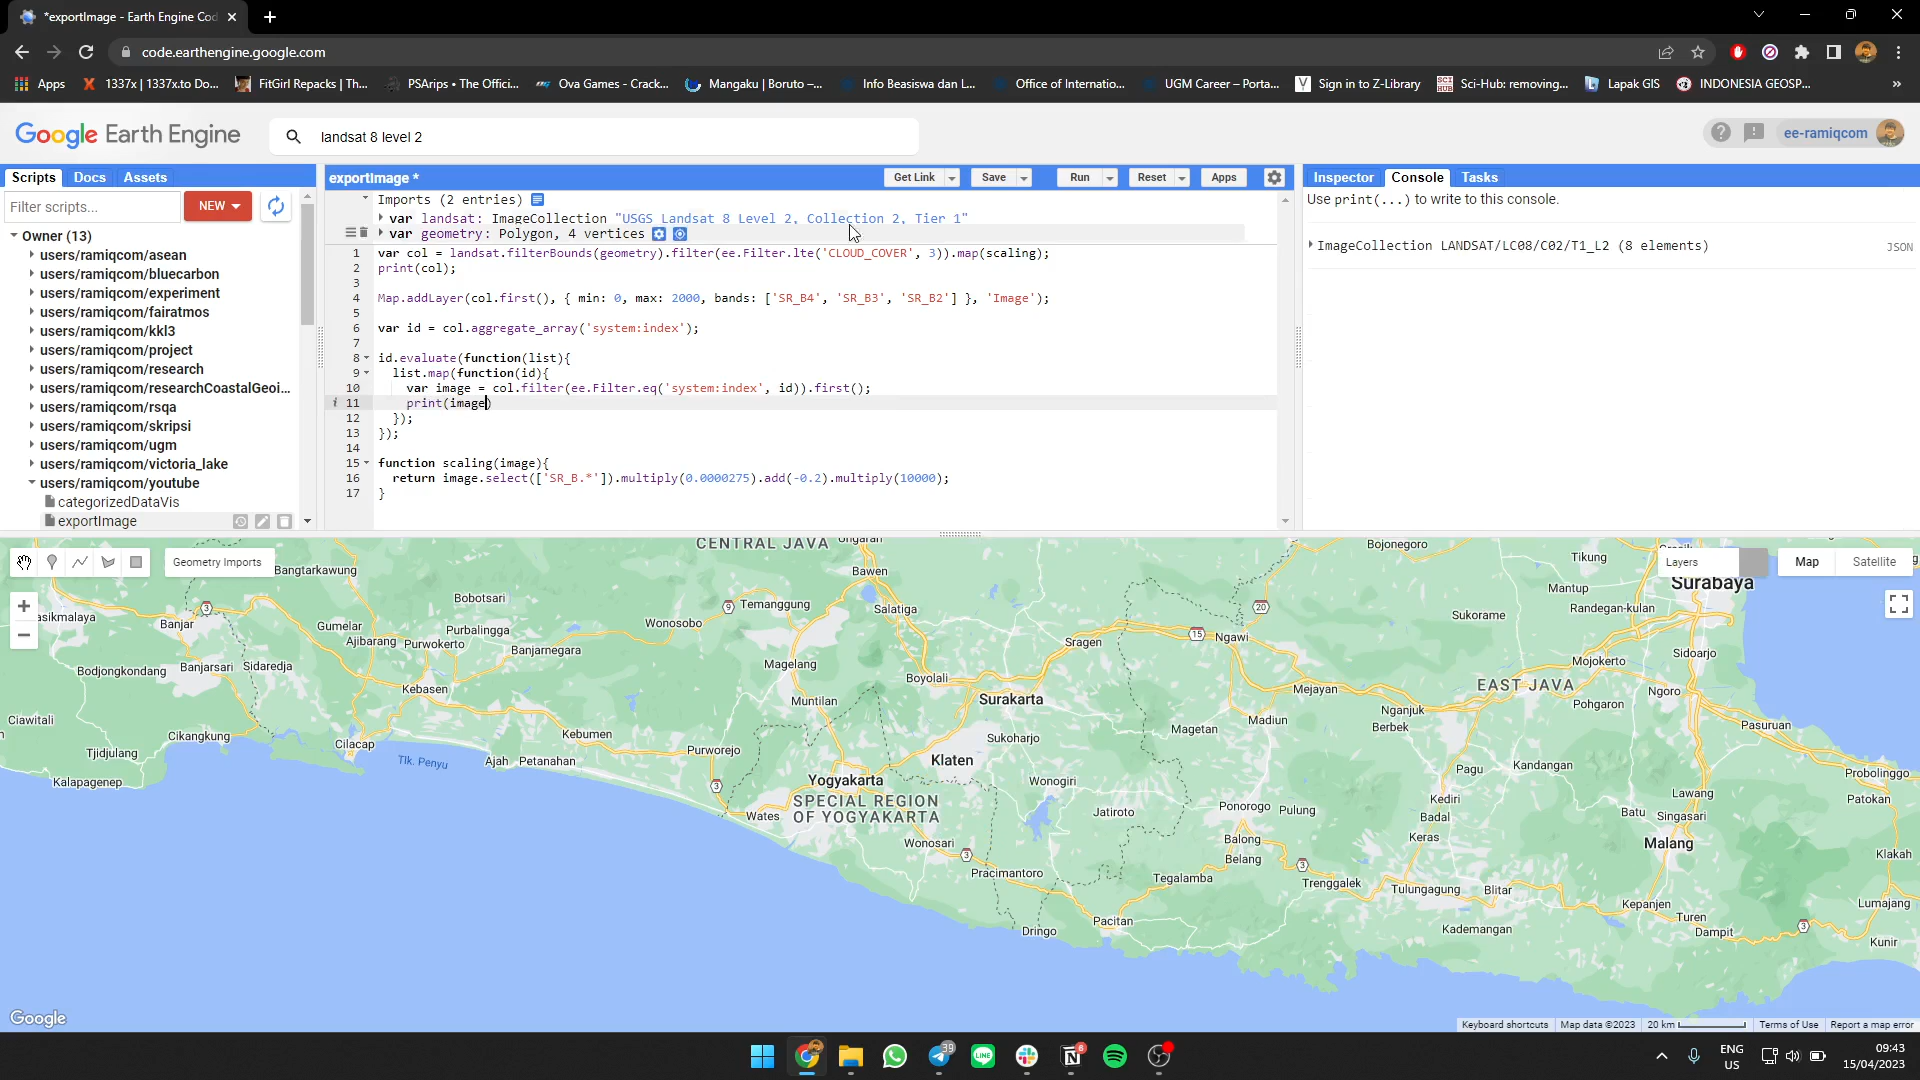 *exportImage - Earth Engine Cod
code.earthengine.google.com
Apps
1337x | 1337x.to Do...
FitGirl Repacks | Th...
PSArips • The Offici...
Ova Games - Crack...
Mangaku | Boruto –...
Info Beasiswa dan L...
Office of Internatio...
UGM Career – Porta...
Sign in to Z-Library
Sci-Hub: removing...
Lapak GIS
INDONESIA GEOSP...
Google Earth Engine
landsat 8 level 2
ee-ramiqcom
Scripts
Docs
Assets
Filter scripts...
NEW
Owner (13)
users/ramiqcom/asean
users/ramiqcom/bluecarbon
users/ramiqcom/experiment
users/ramiqcom/fairatmos
users/ramiqcom/kkl3
users/ramiqcom/project
users/ramiqcom/research
users/ramiqcom/researchCoastalGeoi...
users/ramiqcom/rsqa
users/ramiqcom/skripsi
users/ramiqcom/ugm
users/ramiqcom/victoria_lake
users/ramiqcom/youtube
categorizedDataVis
exportImage
exportImage *
Get Link
Save
Run
Reset
Apps
Imports (2 entries)
var landsat: ImageCollection "USGS Landsat 8 Level 2, Collection 2, Tier 1"
var geometry: Polygon, 4 vertices
1 var col = landsat.filterBounds(geometry).filter(ee.Filter.lte('CLOUD_COVER', 3)).map(scaling);
2 print(col);
3
4 Map.addLayer(col.first(), { min: 0, max: 2000, bands: ['SR_B4', 'SR_B3', 'SR_B2'] }, 'Image');
5
6 var id = col.aggregate_array('system:index');
7
8 id.evaluate(function(list){
9 list.map(function(id){
10 var image = col.filter(ee.Filter.eq('system:index', id)).first();
i 11 print(image)
12 });
13 });
14
15 function scaling(image){
16 return image.select(['SR_B.*']).multiply(0.0000275).add(-0.2).multiply(10000);
17 }
Inspector
Console
Tasks
Use print(...) to write to this console.
ImageCollection LANDSAT/LC08/C02/T1_L2 (8 elements)
JSON
Geometry Imports
Layers
Map
Satellite
CENTRAL JAVA
Ungaran
Bojonegoro
Tikung
Surabaya
Bangtarkawung
Bawen
Mantup
Bobotsari
Temanggung
Salatiga
Sukorame
Randegan-kulan
3
9
20
asikmalaya
Banjar
Gumelar
Purbalingga
Wonosobo
Sragen
15
Ngawi
Ajibarang
Purwokerto
Banjarnegara
Sidoarjo
Bodjongkondang
Banjarsari
Sidaredja
Magelang
Boyolali
Mojokerto
Kebasen
Muntilan
Surakarta
Mejayan
EAST JAVA
Ngoro
Ciawitali
Cikangkung
Kebumen
Magetan
Madiun
Nganjuk
Berbek
Pohgaron
Pasuruan
Tjidjulang
Cilacap
Purworejo
Sukoharjo
Tlk. Penyu
Ajah
Petanahan
Klaten
Pagu
Kandangan
Kalapagenep
Yogyakarta
Wonogiri
Probolinggo
3
SPECIAL REGION
OF YOGYAKARTA
Wates
Jatiroto
Ponorogo
Pulung
Kediri
Badal
Lawang
Batu
Singasari
Patokan
Wonosari
3
Balong
Belang
Keras
Malang
Klakah
Pracimantoro
Tegalamba
3
Trenggalek
Tulungagung
Blitar
Kepanjen
Turen
Lumajang
Pacitan
Dringo
Kademangan
Dampit
3
Kunir
Google
Keyboard shortcuts
Map data ©2023
20 km
Terms of Use
Report a map error
39
6
ENG
US
09:43
15/04/2023